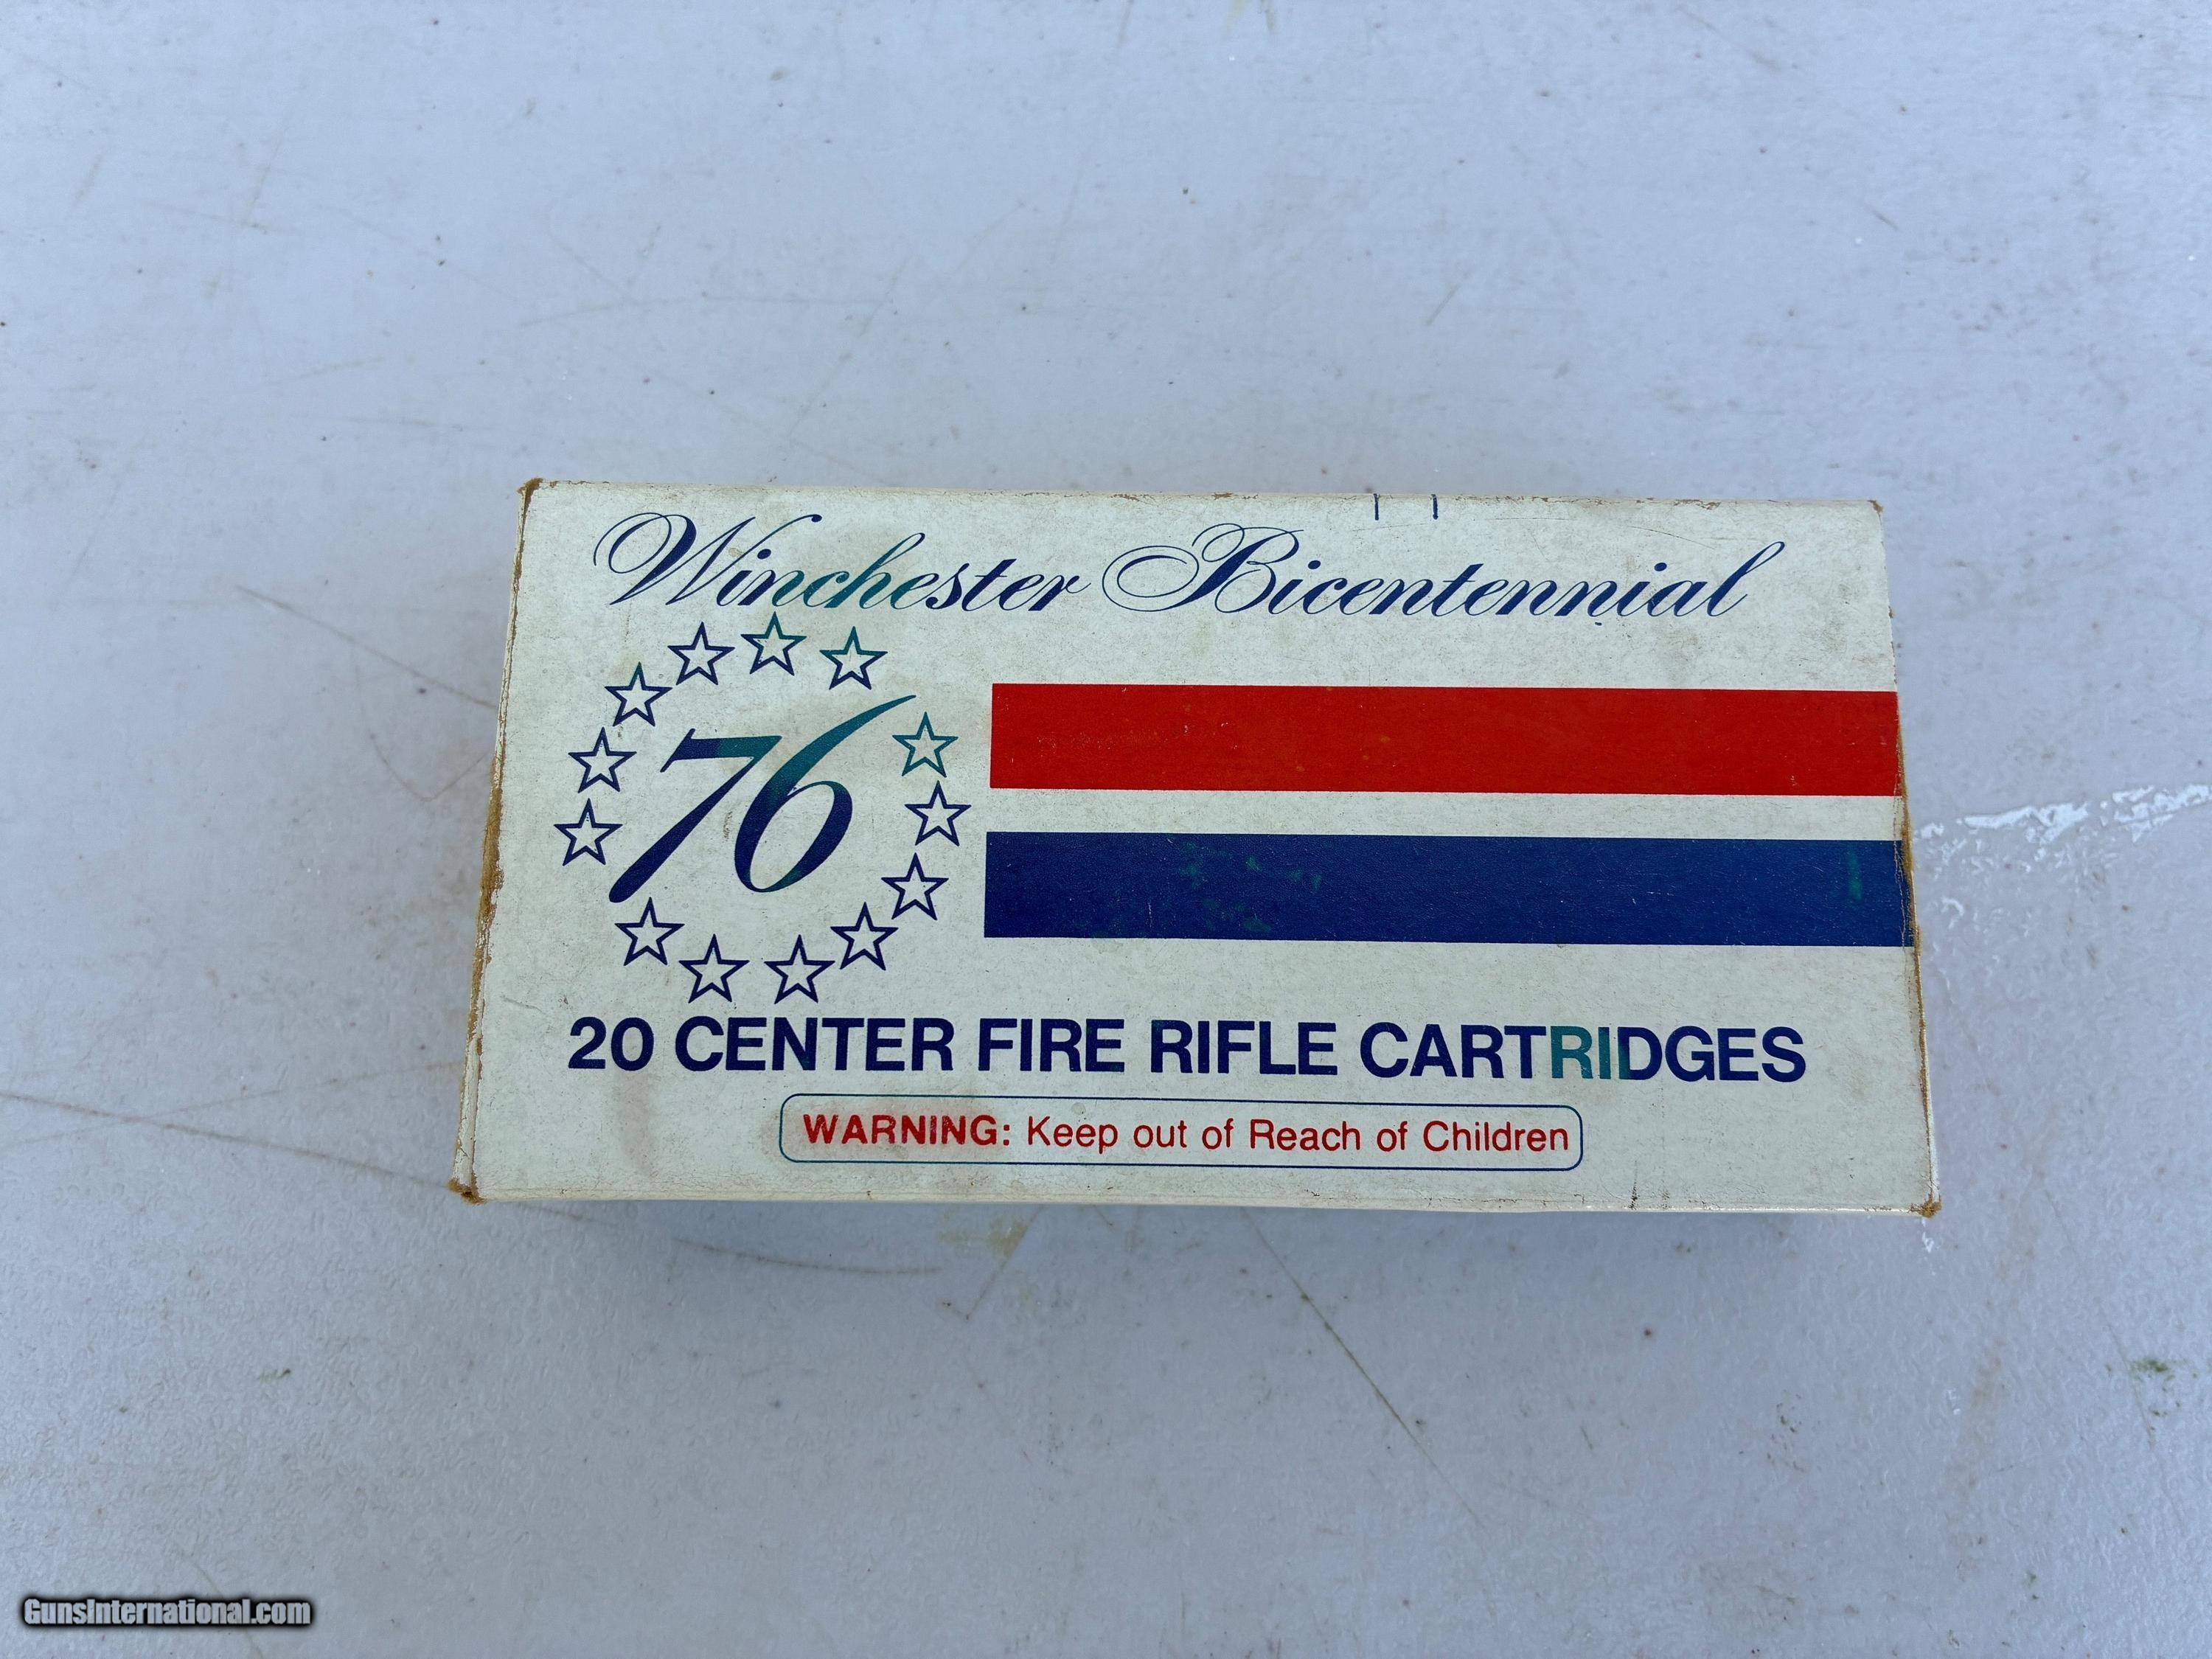 Winchester Bicentennial
76
20 CENTER FIRE RIFLE CARTRIDGES
WARNING: Keep out of Reach of Children
GunsInternational.com